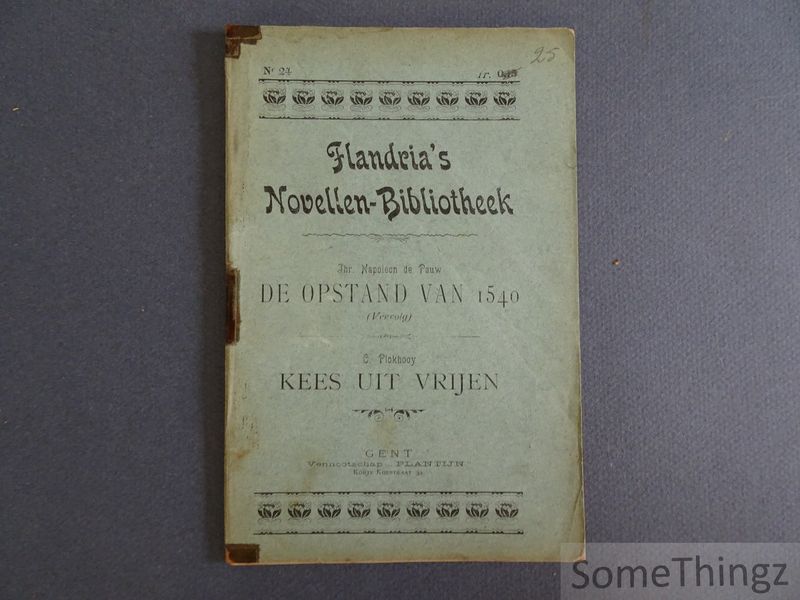 25
Nr 24
fr. 0,15
Flandria's
Novellen-Bibliotheek
Jhr. Napoleon de Pauw
DE OPSTAND VAN 1540
(Vervolg)
C. Plokhooy
KEES UIT VRIJEN
GENT
Vennootschap PLANTIJN
SomeThingz